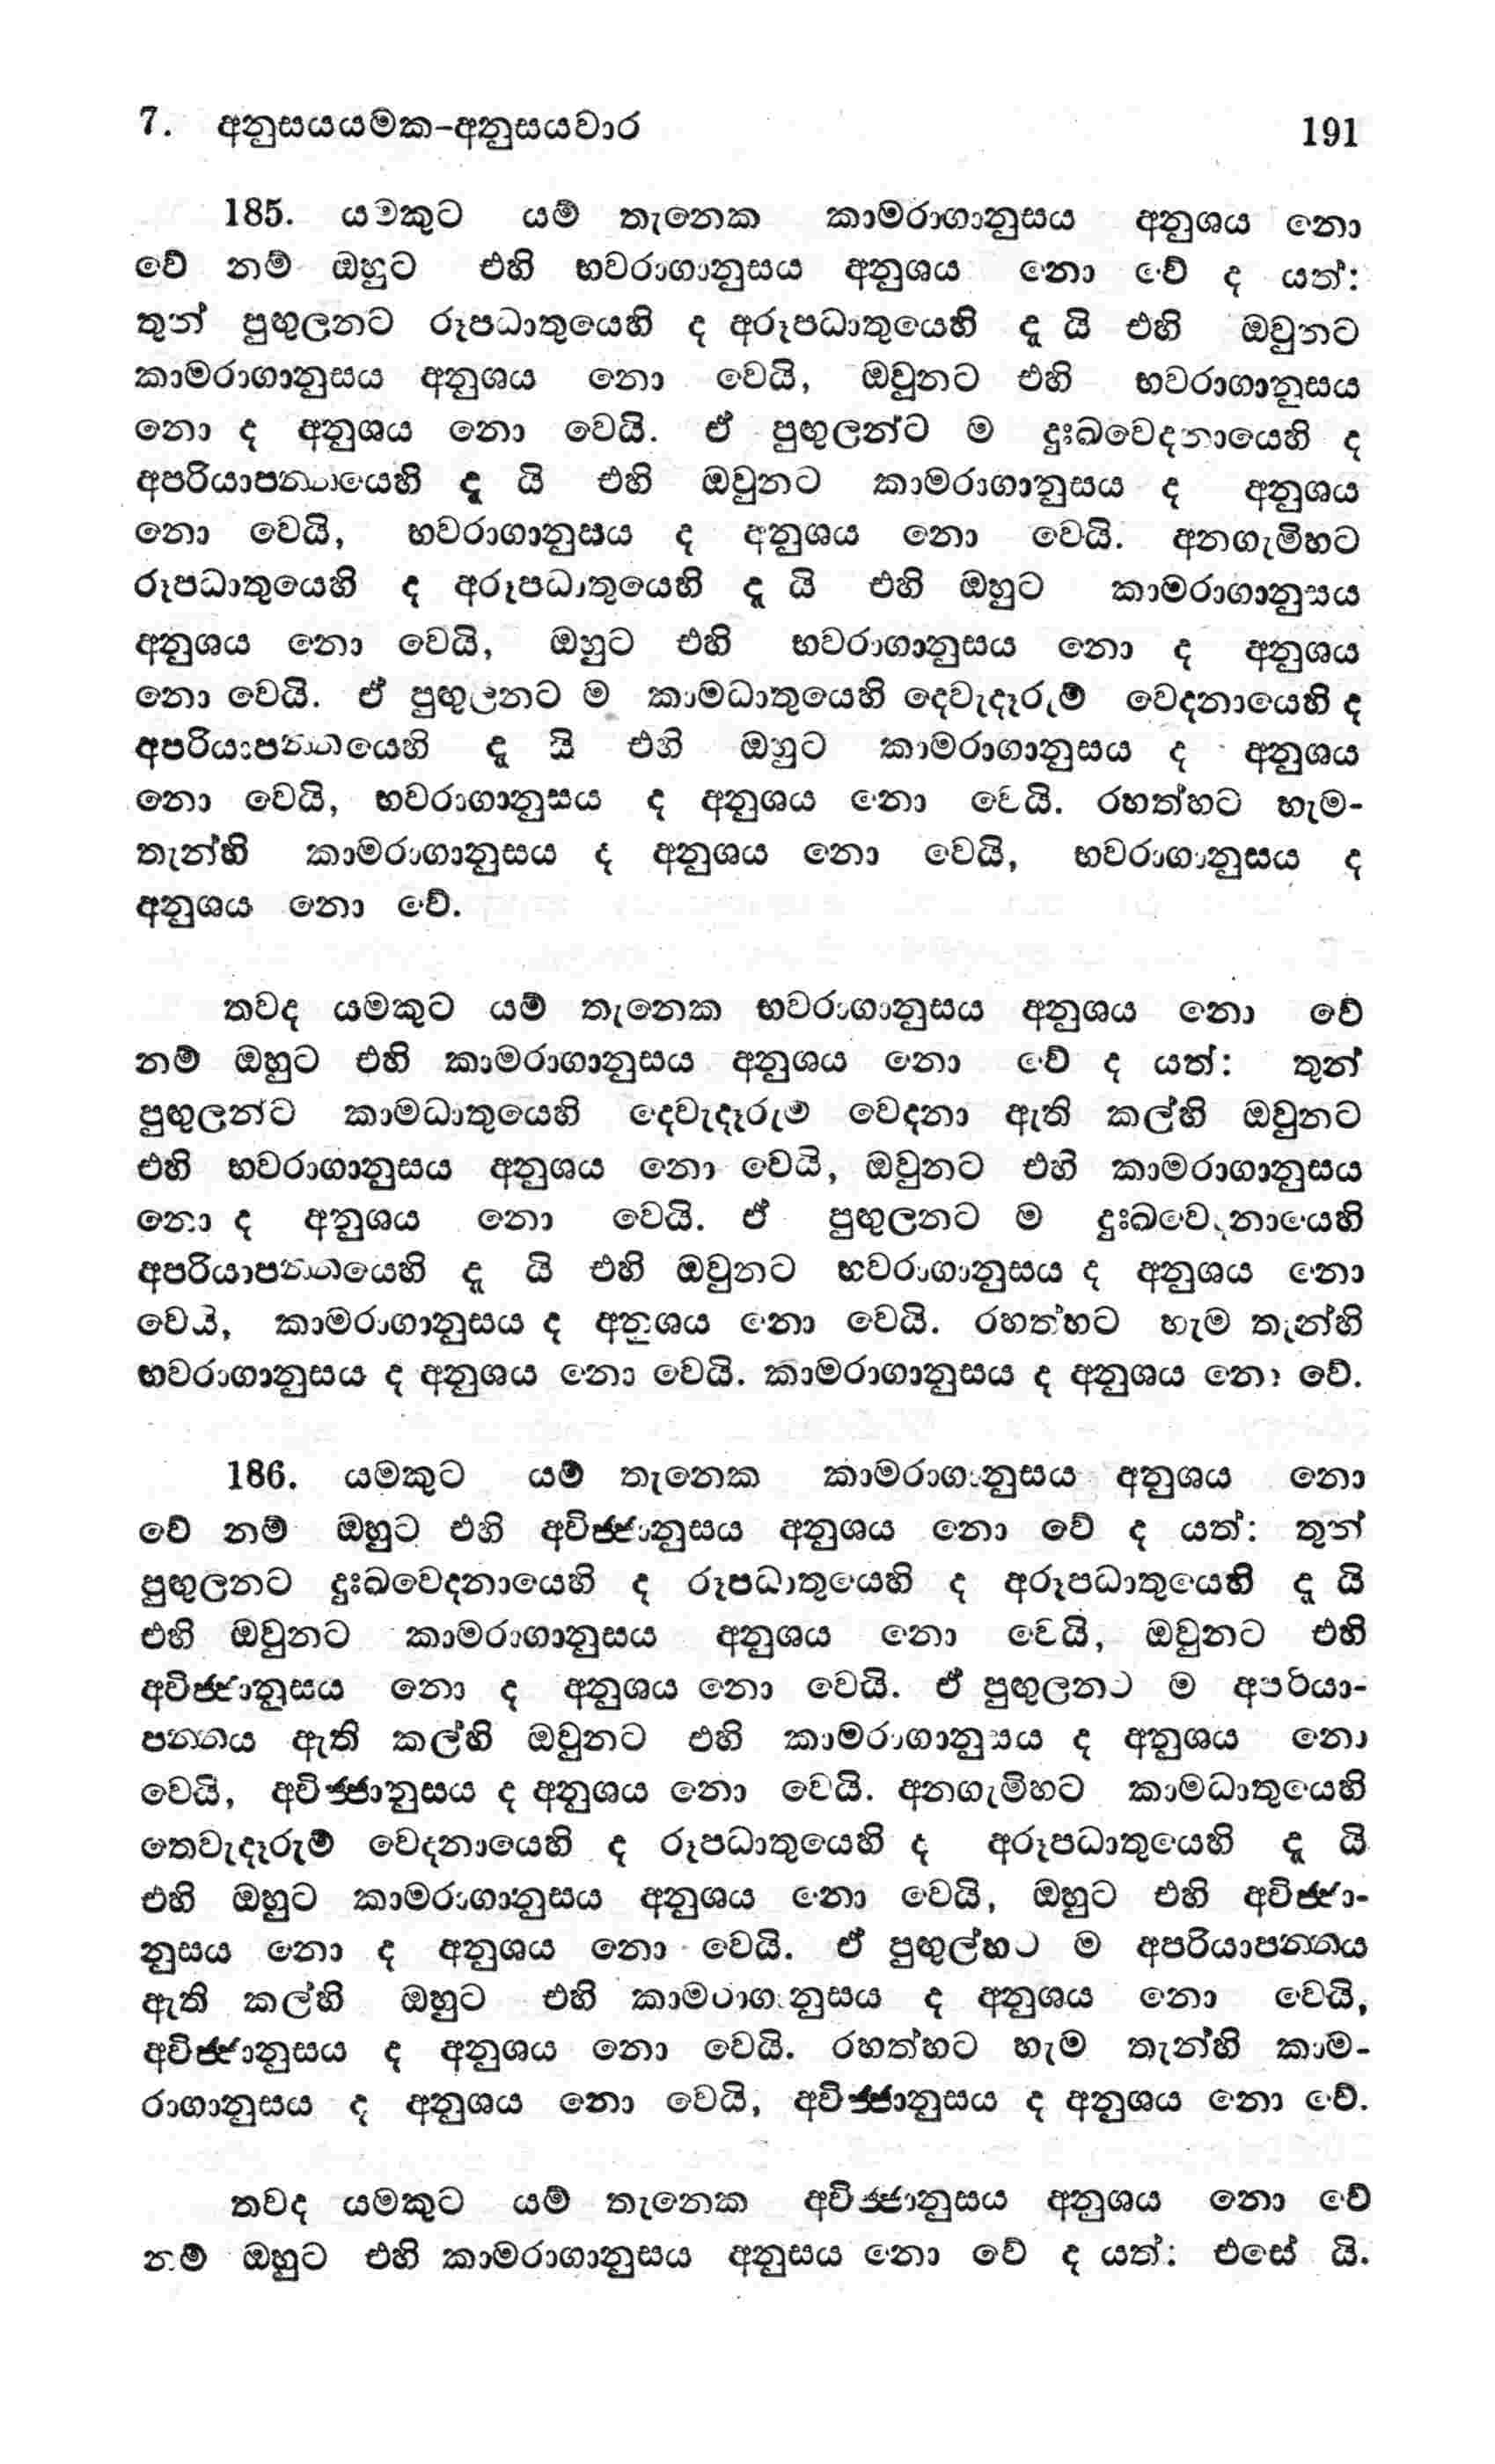 7. අනුසයයමක-අනුසයවාර 191
185. යමකුට යම් තැනෙක කාමරාගානුසය අනුශය නො
වේ නම් ඔහුට එහි භවරාගානුසය අනුශය නො වේ ද යත්:
තුන් පුඟුලනට රූපධාතුයෙහි ද අරූපධාතුයෙහි දැ යි එහි ඔවුනට
කාමරාගානුසය අනුශය නො වෙයි, ඔවුනට එහි භවරාගානුසය
නො ද අනුශය නො වෙයි. ඒ පුඟුලන්ට ම දුඃඛවෙදනායෙහි ද
අපරියාපන්නයෙහි දැ යි එහි ඔවුනට කාමරාගානුසය ද අනුශය
නො වෙයි, භවරාගානුසය ද අනුශය නො වෙයි. අනගැමිහට
රූපධාතුයෙහි ද අරූපධාතුයෙහි දැ යි එහි ඔහුට කාමරාගානුසය
අනුශය නො වෙයි, ඔහුට එහි භවරාගානුසය නො ද අනුශය
නො වෙයි. ඒ පුඟුලනට ම කාමධාතුයෙහි දෙවැදෑරුම් වෙදනායෙහි ද
අපරියාපන්නයෙහි දැ යි එහි ඔහුට කාමරාගානුසය ද අනුශය
නො වෙයි, භවරාගානුසය ද අනුශය නො වෙයි. රහත්හට හැම-
තැන්හි කාමරාගානුසය ද අනුශය නො වෙයි, භවරාගානුසය ද
අනුශය නො වේ.
තවද යමකුට යම් තැනෙක භවරාගානුසය අනුශය නො වේ
නම් ඔහුට එහි කාමරාගානුසය අනුශය නො වේ ද යත්: තුන්
පුඟුලන්ට කාමධාතුයෙහි දෙවැදෑරුම් වෙදනා ඇති කල්හි ඔවුනට
එහි භවරාගානුසය අනුශය නො වෙයි, ඔවුනට එහි කාමරාගානුසය
නො ද අනුශය නො වෙයි. ඒ පුඟුලනට ම දුඃඛවෙදනායෙහි
අපරියාපන්නයෙහි දැ යි එහි ඔවුනට භවරාගානුසය ද අනුශය නො
වෙයි, කාමරාගානුසය ද අනුශය නො වෙයි. රහත්හට හැම තැන්හි
භවරාගානුසය ද අනුශය නො වෙයි. කාමරාගානුසය ද අනුශය නො වේ.
186. යමකුට යම් තැනෙක කාමරාගානුසය අනුශය නො
වේ නම් ඔහුට එහි අවිජ්ජානුසය අනුශය නො වේ ද යත්: තුන්
පුඟුලනට දුඃඛවෙදනායෙහි ද රූපධාතුයෙහි ද අරූපධාතුයෙහි දැ යි
එහි ඔවුනට කාමරාගානුසය අනුශය නො වෙයි, ඔවුනට එහි
අවිජ්ජානුසය නො ද අනුශය නො වෙයි. ඒ පුඟුලනට ම අපරියා-
පන්නය ඇති කල්හි ඔවුනට එහි කාමරාගානුසය ද අනුශය නො
වෙයි, අවිජ්ජානුසය ද අනුශය නො වෙයි. අනගැමිහට කාමධාතුයෙහි
තෙවැදෑරුම් වෙදනායෙහි ද රූපධාතුයෙහි ද අරූපධාතුයෙහි දැ යි
එහි ඔහුට කාමරාගානුසය අනුශය නො වෙයි, ඔහුට එහි අවිජ්ජා-
නුසය නො ද අනුශය නො වෙයි. ඒ පුඟුල්හට ම අපරියාපන්නය
ඇති කල්හි ඔහුට එහි කාමරාගානුසය ද අනුශය නො වෙයි,
අවිජ්ජානුසය ද අනුශය නො වෙයි. රහත්හට හැම තැන්හි කාම-
රාගානුසය ද අනුශය නො වෙයි, අවිජ්ජානුසය ද අනුශය නො වේ.
තවද යමකුට යම් තැනෙක අවිජ්ජානුසය අනුශය නො වේ
නම් ඔහුට එහි කාමරාගානුසය අනුසය නො වේ ද යත්: එසේ යි.